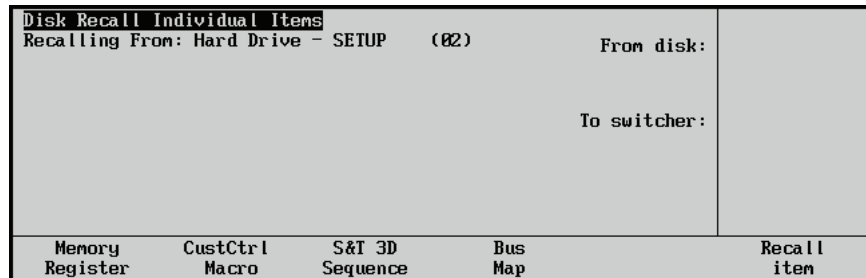 Disk Recall Individual Items
Recalling From: Hard Drive - SETUP (02)
From disk:
To switcher:
Memory Register
CustCtrl Macro
S&T 3D Sequence
Bus Map
Recall item